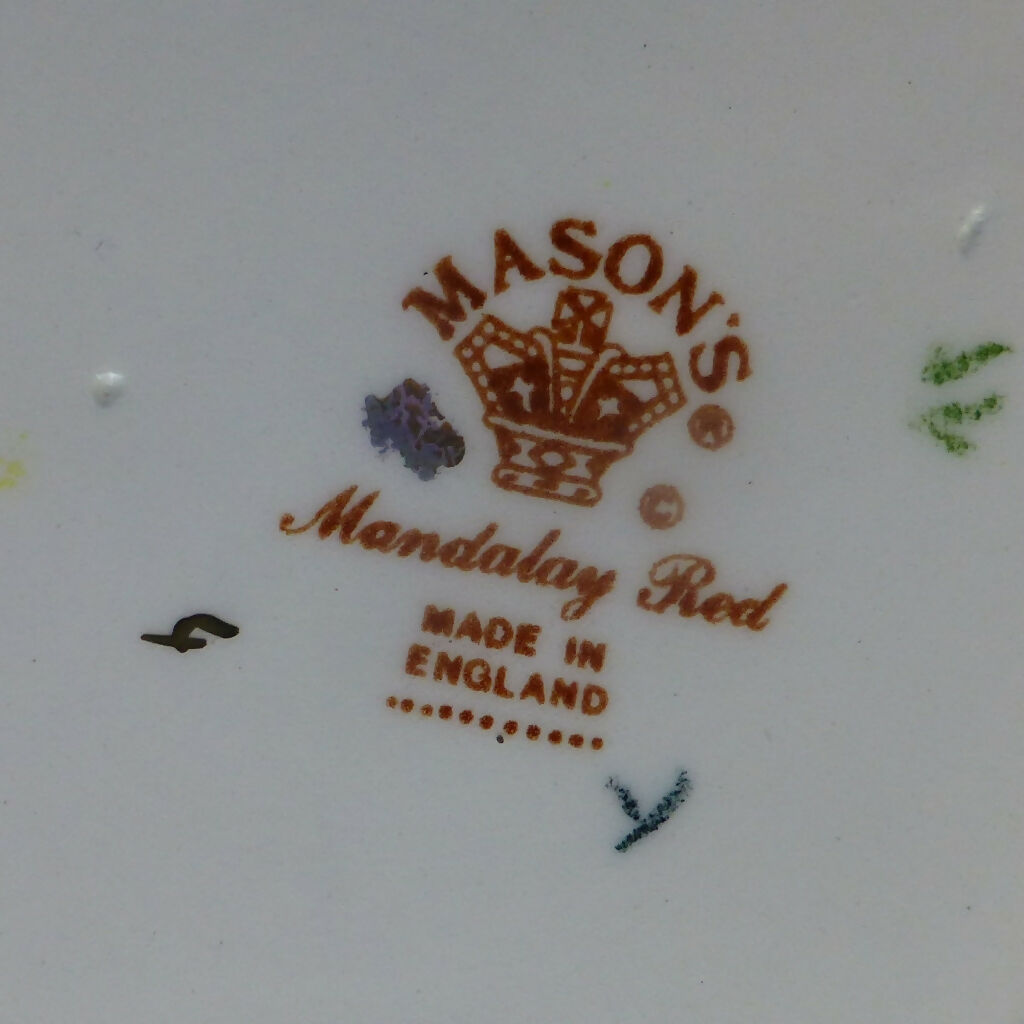 MASON'S
®
©
Mandalay Red
MADE IN
ENGLAND